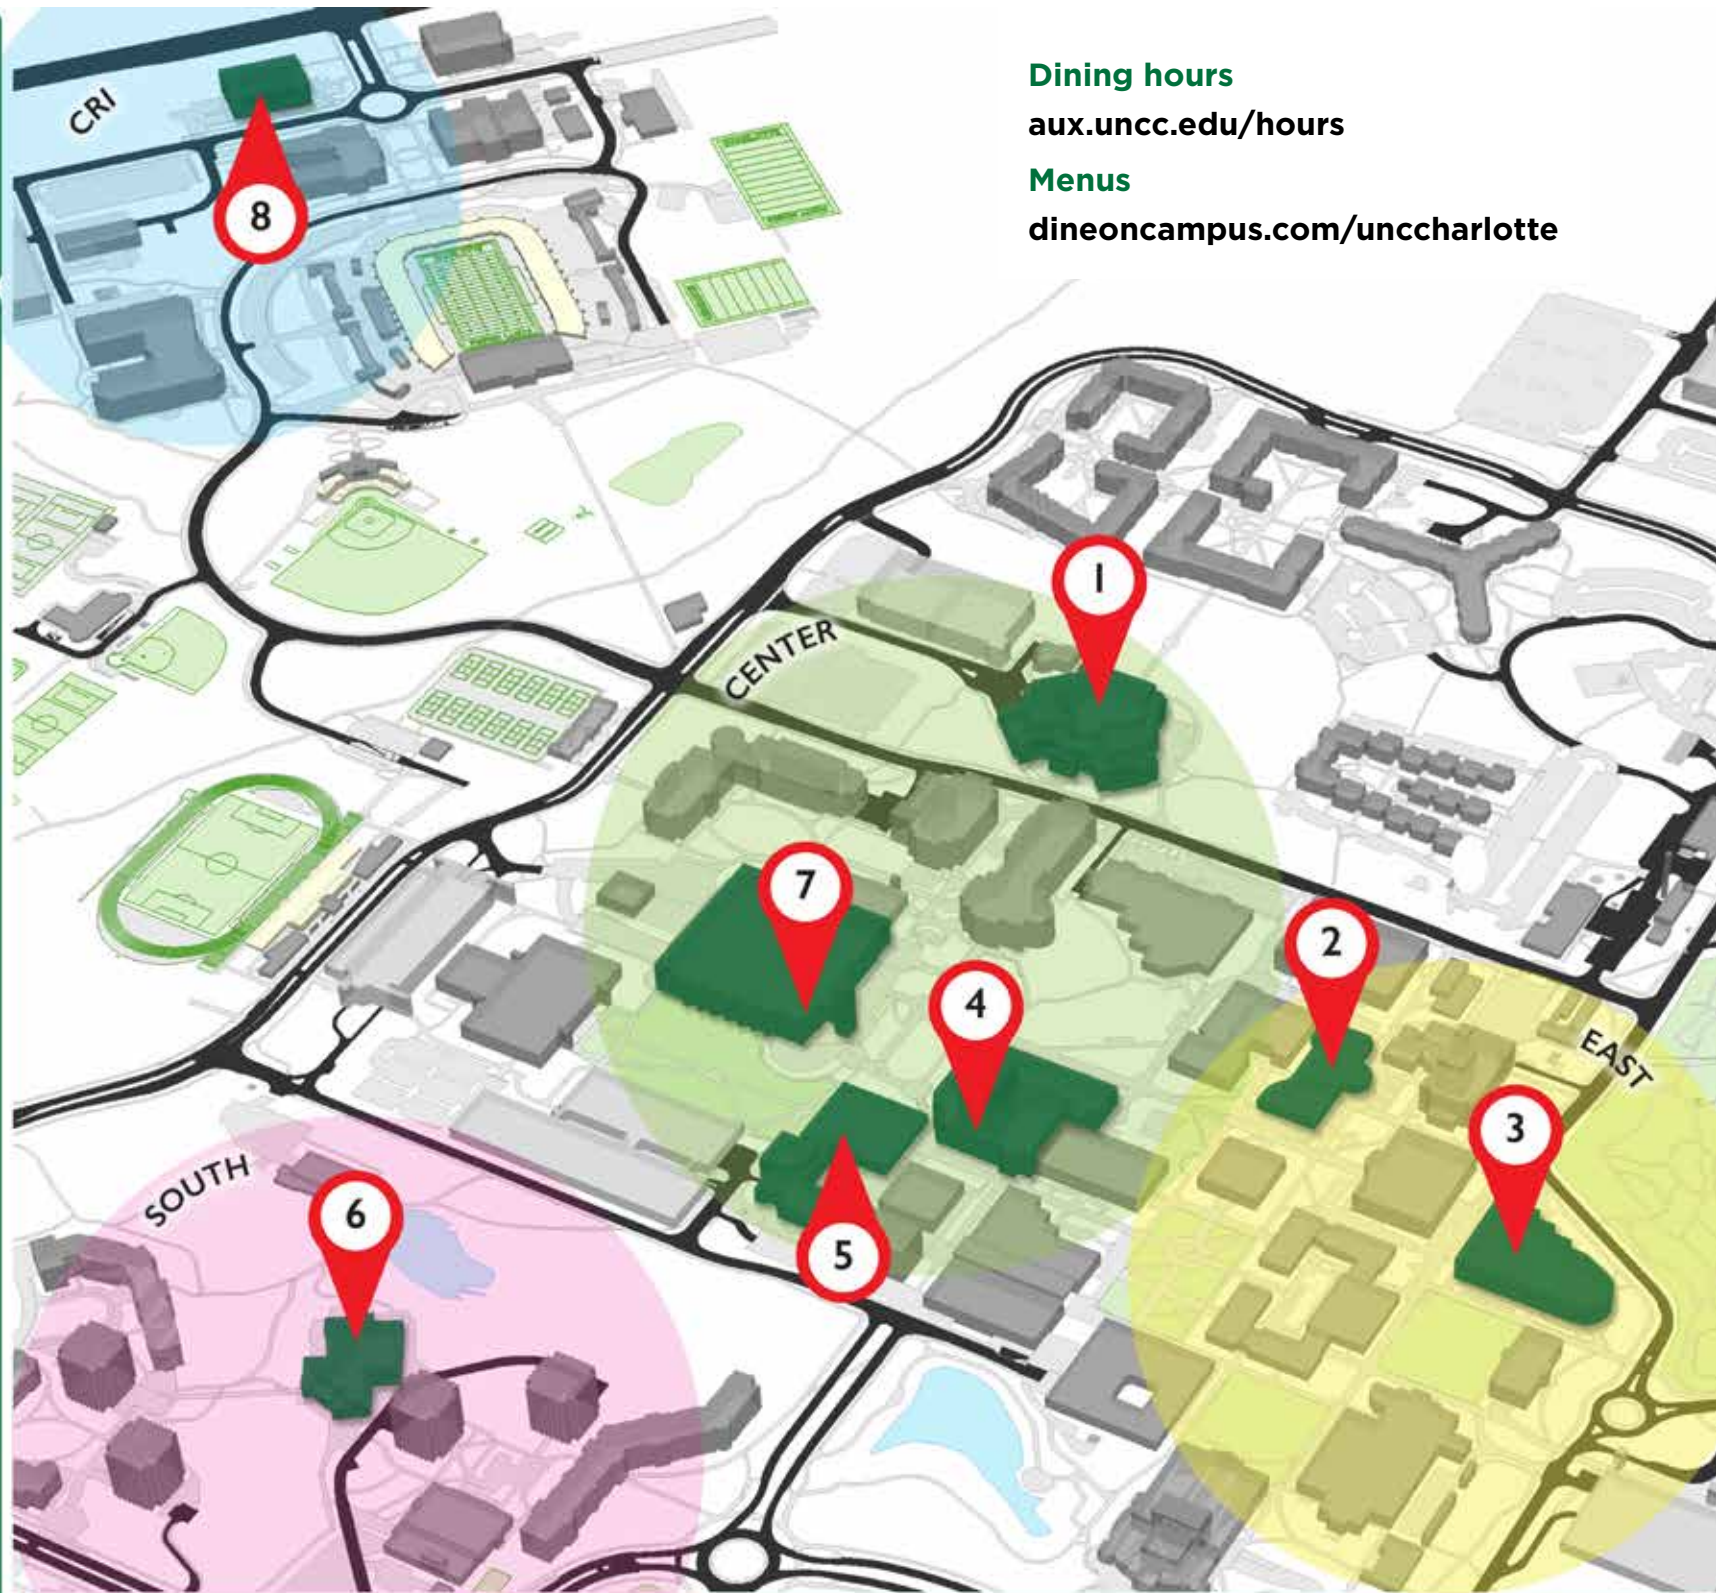 Dining hours
aux.uncc.edu/hours
Menus
dineoncampus.com/unccharlotte
CRI
8
1
CENTER
7
2
4
EAST
3
SOUTH
6
5